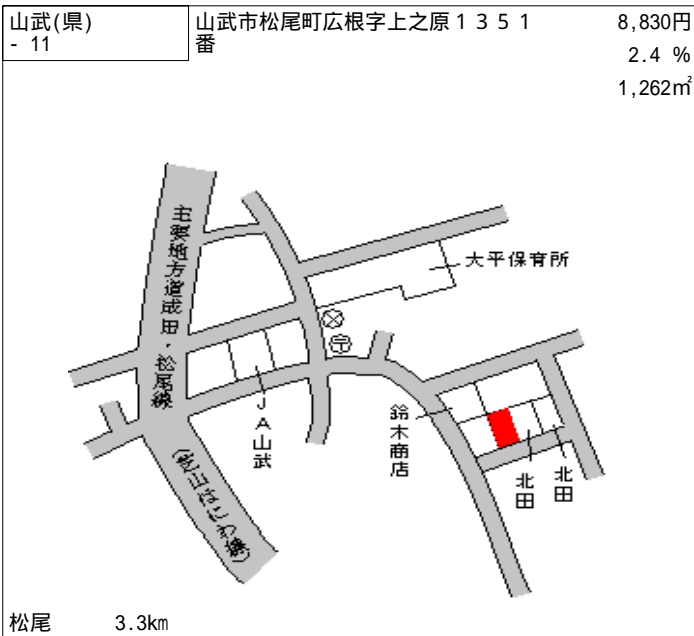 山武(県)
- 11
山武市松尾町広根字上之原１３５１
番
8,830円
2.4 %
1,262㎡
主要地方道成田・松尾線
大平保育所
JA山武
鈴木商店
北田
北田
松尾 3.3km